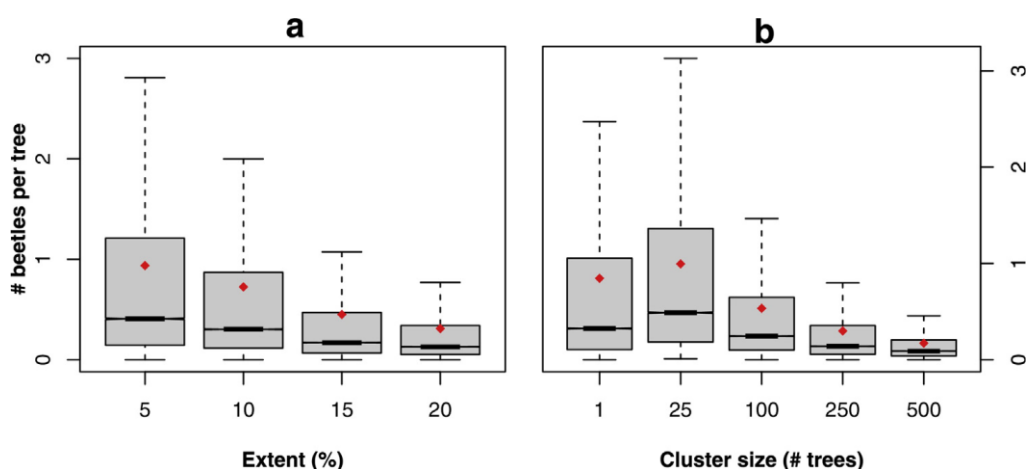 a
b
# beetles per tree
3
2
1
0
3
2
1
0
5 10 15 20
1 25 100 250 500
Extent (%)
Cluster size (# trees)